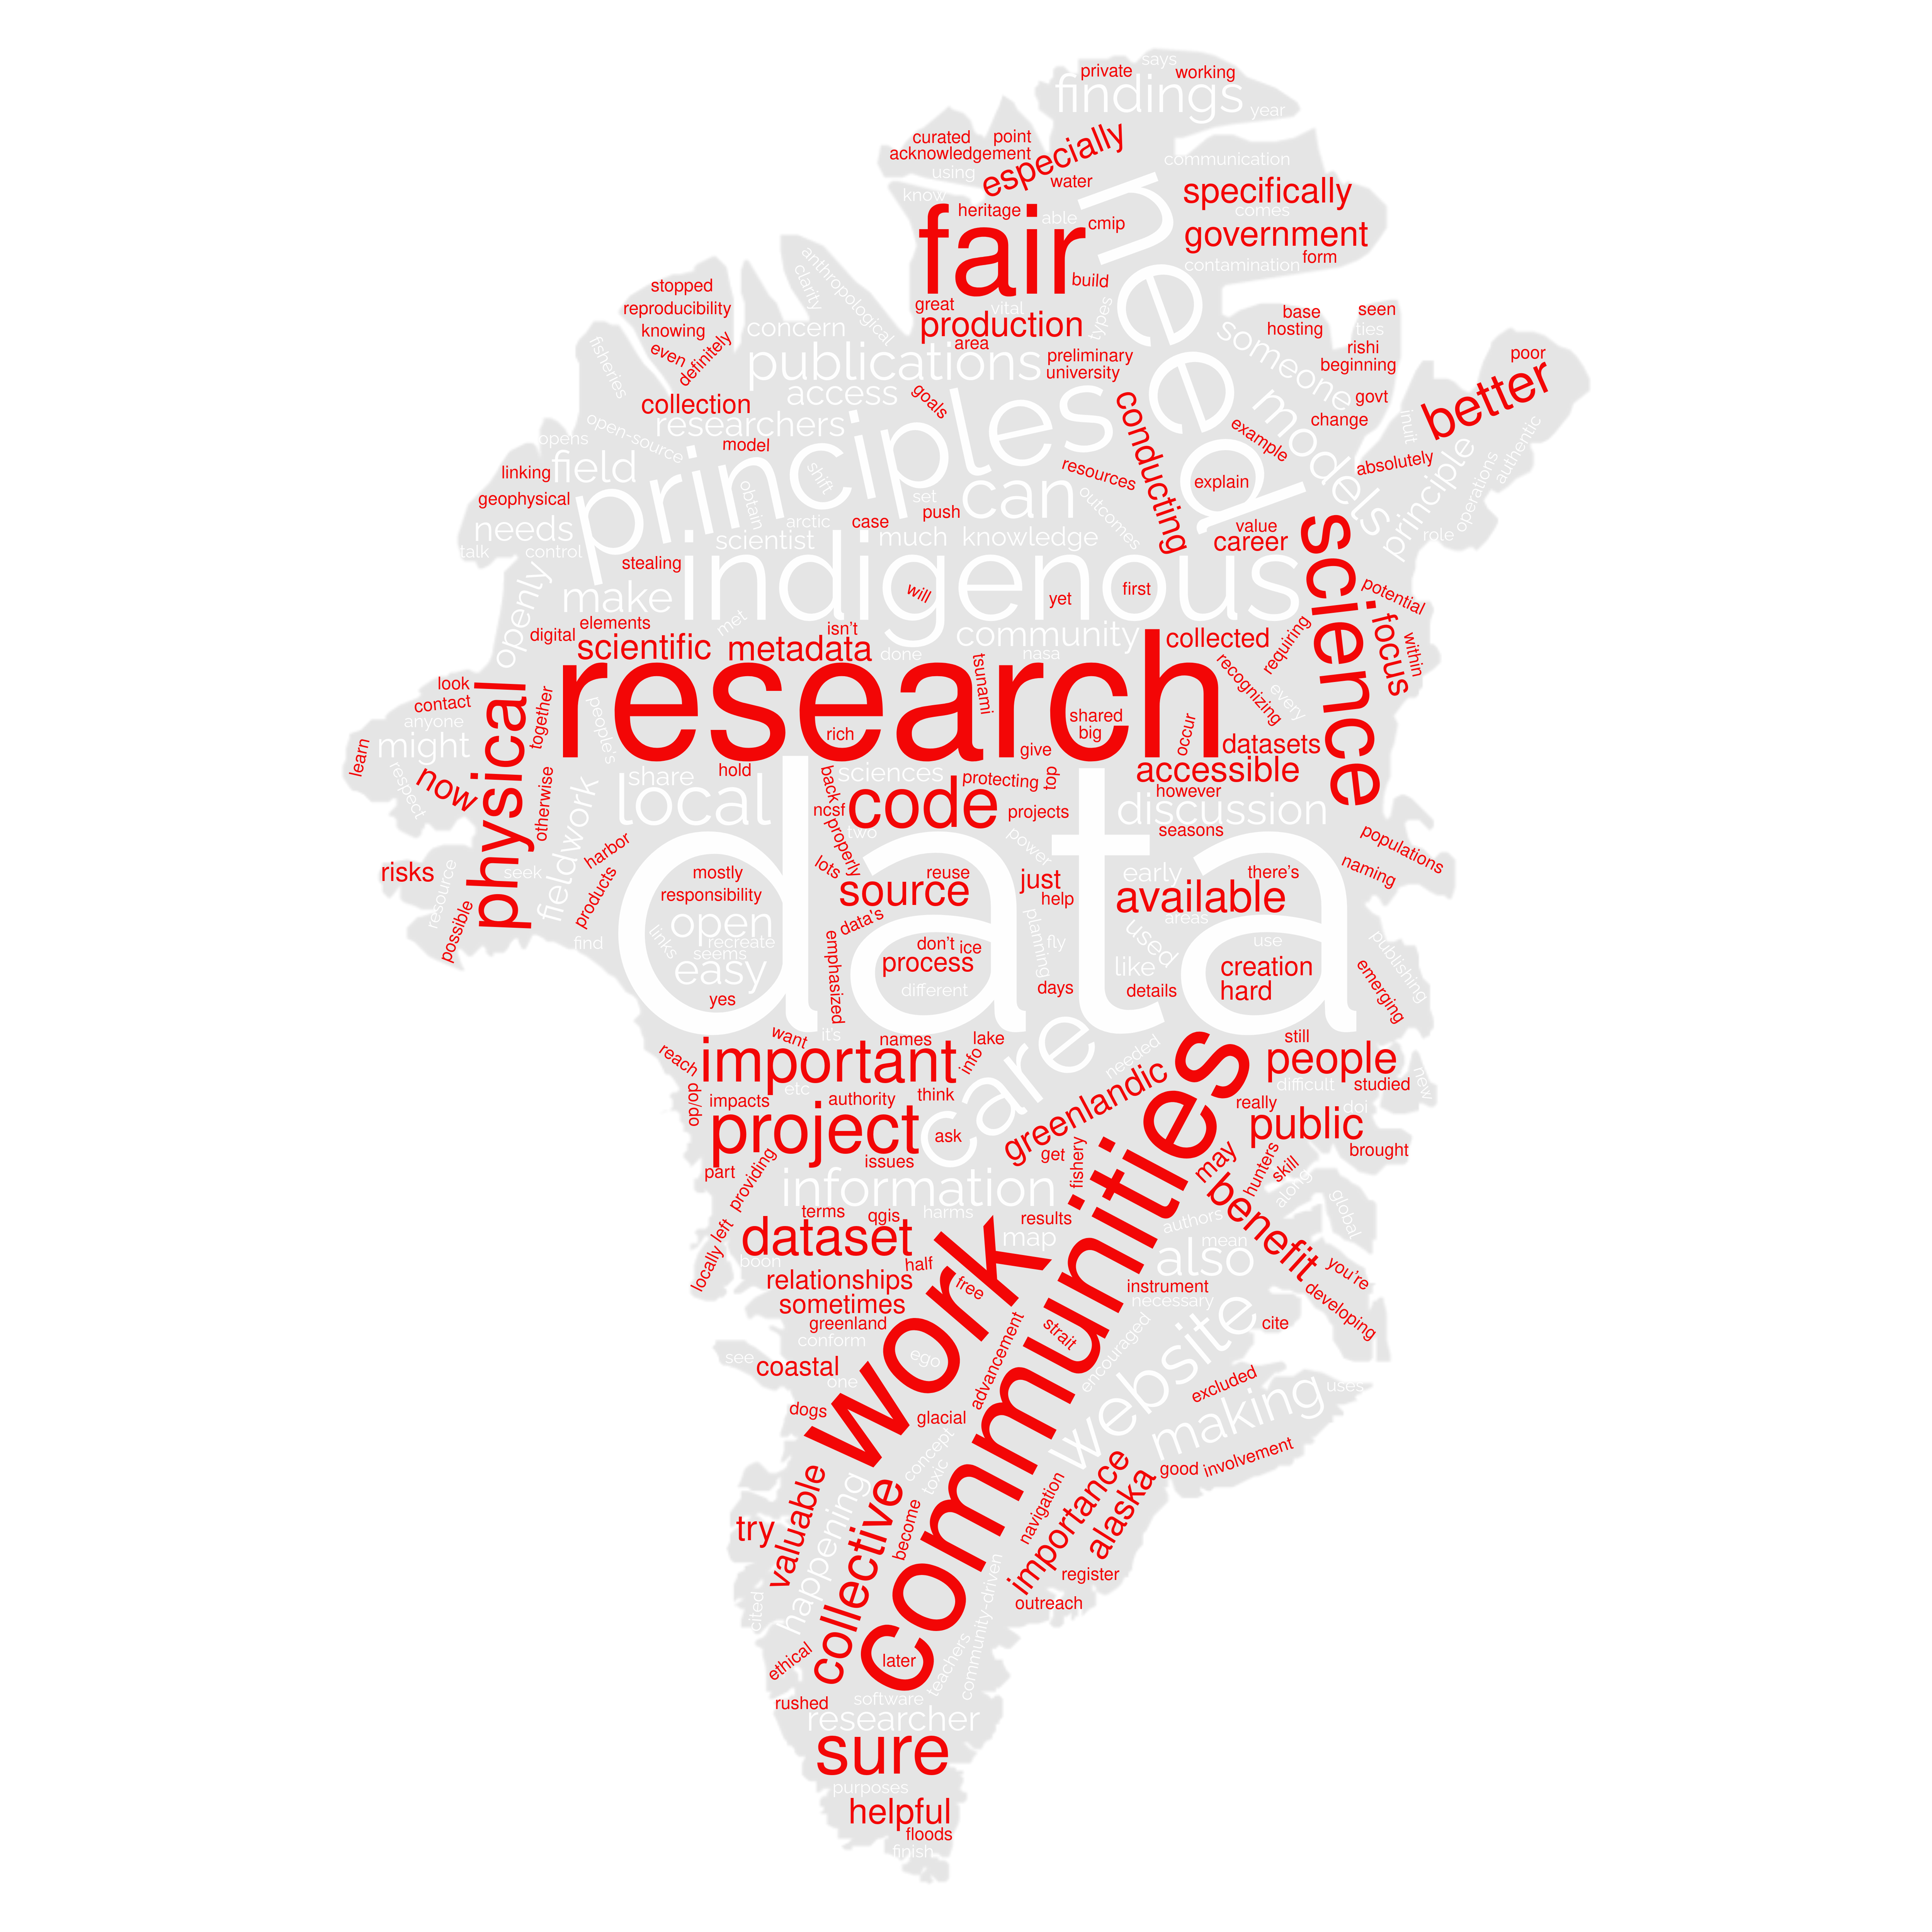 says
private
working
findings
year
curated
point
acknowledgement
especially
using
water
communication
specifically
know
heritage
able
cmip
comes
need
government
fair
form
contamination
build
anthropological
clarity
stopped
reproducibility
knowing
even
definitely
great
vital
types
production
area
concern
publications
access
preliminary
university
base
seen
hosting
ties
rishi
beginning
govt
change
someone
models
poor
better
fisheries
collection
researchers
goals
model
conducting
example
inuit
principle
absolutely
authentic
operations
role
opens
open-source
field
linking
geophysical
principles
shift
obtain
set
can
resources
outcomes
explain
needs
talk
control
arctic
case
push
scientist
much
knowledge
value
career
science
stealing
indigenous
openly
make
will
yet
first
potential
elements
digital
scientific
metadata
isn't
met
done
community
nasa
collected
requiring
focus
within
research
tsunami
recognizing
every
look
contact
anyone
might
physical
together
people's
rich
shared
big
occur
give
datasets
learn
now
respect
otherwise
hold
share
sciences
back
protecting
top
accessible
however
local
code
ncsf
projects
discussion
properly
two
power
seasons
populations
risks
harbor
fieldwork
seek
resource
products
possible
find
mostly
responsibility
lots
source
reuse
just
help
early
available
there's
naming
data
open
links
recreate
seems
easy
data's
emphasized
don't
ice
process
planning
fly
used
areas
use
like
creation
publishing
emerging
yes
different
days
details
hard
reach
want
it's
names
lake
info
important
care
needed
still
people
difficult
studied
new
do/do
impacts
etc
authority
think
greenlandic
really
doi
project
ask
issues
public
brought
part
providing
get
fishery
may
hunters
skill
along
information
global
terms
qgis
harms
results
map
authors
mean
benefit
dataset
locally
left
boon
half
also
you're
relationships
sometimes
greenland
conform
free
work
communities
instrument
necessary
developing
see
coastal
one
ego
strait
advancement
encouraged
website
cite
dogs
glacial
excluded
making
uses
concept
toxic
good
involvement
try
valuable
happening
collective
become
navigation
importance
alaska
register
outreach
cited
community-driven
ethical
later
teachers
rushed
software
researcher
sure
purposes
helpful
floods
finish